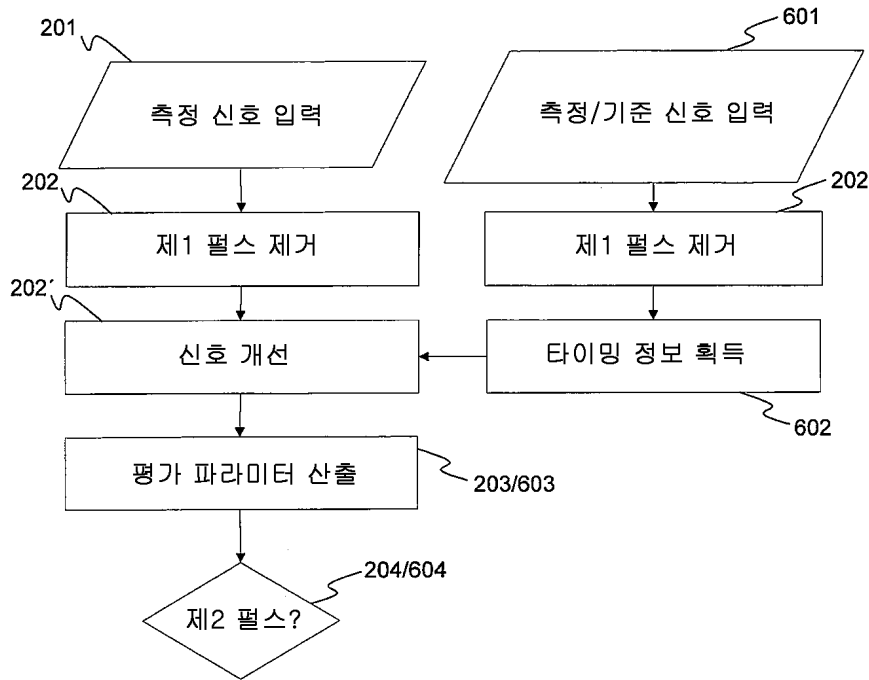 201
601
측정 신호 입력
측정/기준 신호 입력
202
202
제1 펄스 제거
제1 펄스 제거
202'
신호 개선
타이밍 정보 획득
602
평가 파라미터 산출
203/603
204/604
제2 펄스?